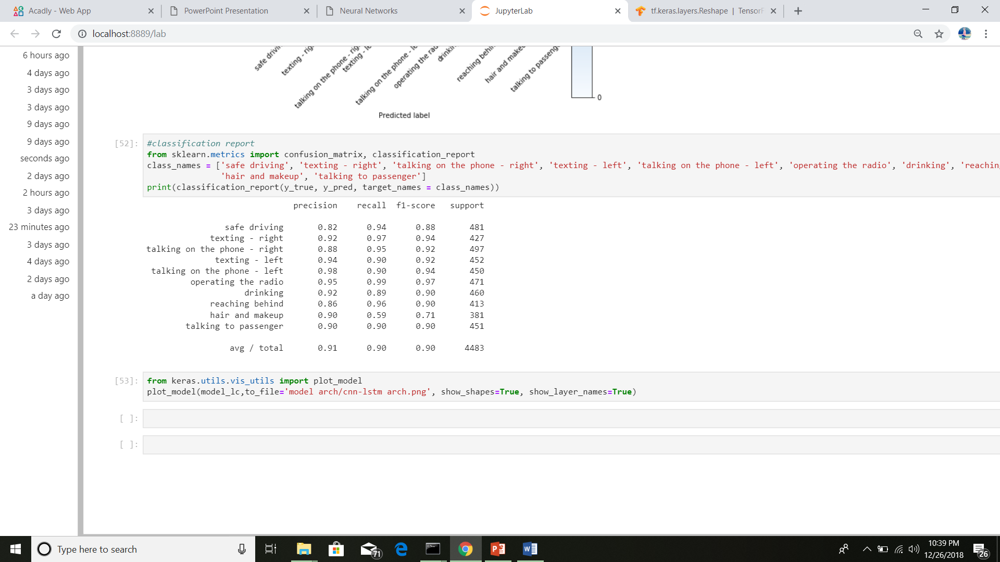 Acadly - Web App
PowerPoint Presentation
Neural Networks
JupyterLab
tf.keras.layers.Reshape | TensorF
localhost:8889/lab
6 hours ago
4 days ago
3 days ago
3 days ago
9 days ago
9 days ago
seconds ago
2 days ago
2 hours ago
3 days ago
23 minutes ago
3 days ago
4 days ago
2 days ago
a day ago
safe drivin
texting - rig
talking on the phone - rig
texting - le
talking on the phone - le
operating the rad
drinkin
reaching behin
hair and makeu
talking to passeng
0
Predicted label
[52]:
#classification report
from sklearn.metrics import confusion_matrix, classification_report
class_names = ['safe driving', 'texting - right', 'talking on the phone - right', 'texting - left', 'talking on the phone - left', 'operating the radio', 'drinking', 'reachin
'hair and makeup', 'talking to passenger']
print(classification_report(y_true, y_pred, target_names = class_names))
precision recall f1-score support
safe driving 0.82 0.94 0.88 481
texting - right 0.92 0.97 0.94 427
talking on the phone - right 0.88 0.95 0.92 497
texting - left 0.94 0.90 0.92 452
talking on the phone - left 0.98 0.90 0.94 450
operating the radio 0.95 0.99 0.97 471
drinking 0.92 0.89 0.90 460
reaching behind 0.86 0.96 0.90 413
hair and makeup 0.90 0.59 0.71 381
talking to passenger 0.90 0.90 0.90 451
avg / total 0.91 0.90 0.90 4483
[53]:
from keras.utils.vis_utils import plot_model
plot_model(model_lc,to_file='model arch/cnn-lstm arch.png', show_shapes=True, show_layer_names=True)
[ ]:
[ ]:
Type here to search
71
10:39 PM
12/26/2018
26